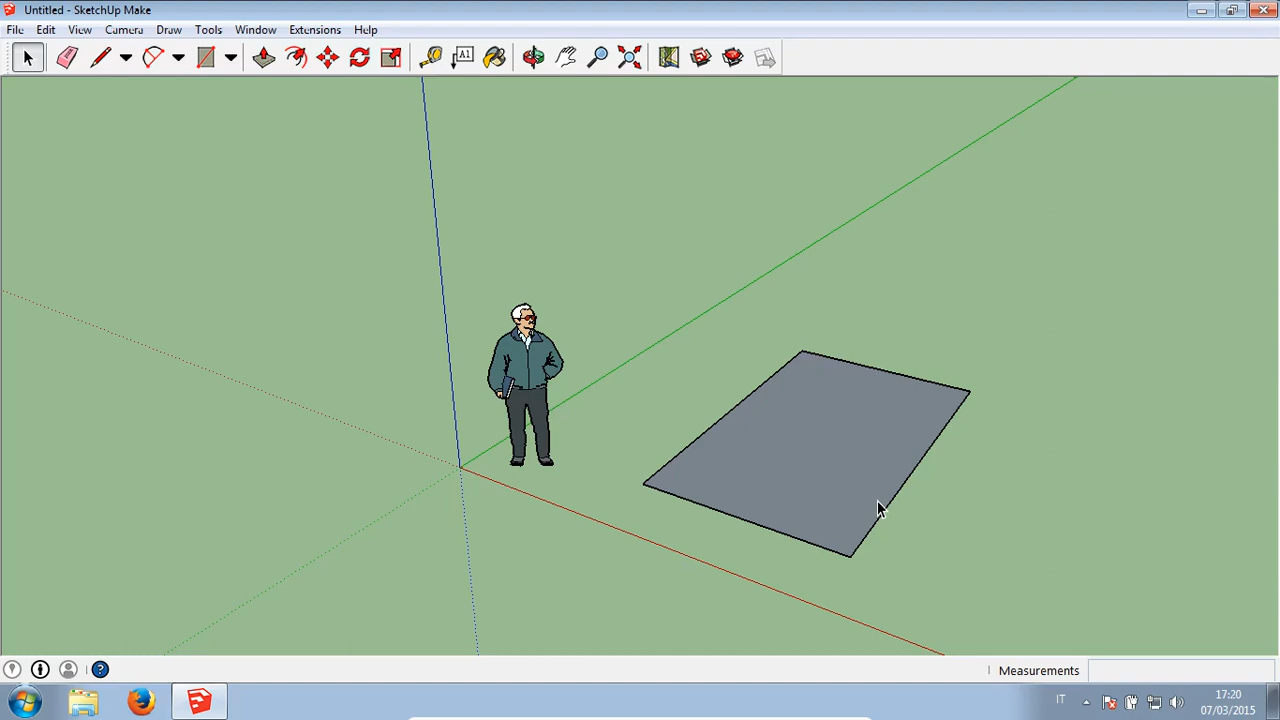 Untitled - SketchUp Make
File Edit View Camera Draw Tools Window Extensions Help
A1
Measurements
IT
17:20
07/03/2015